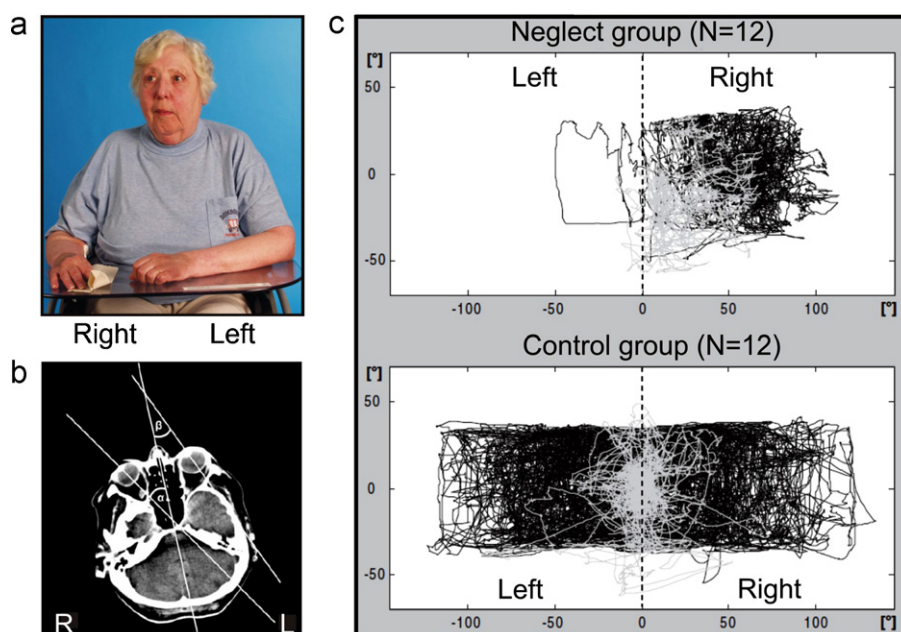 a
Right Left
b
β
α
R L
c
Neglect group (N=12)
[°]
Left Right
50
0
-50
-100 -50 0 50 100 [°]
Control group (N=12)
[°]
50
0
-50
Left Right
-100 -50 0 50 100 [°]